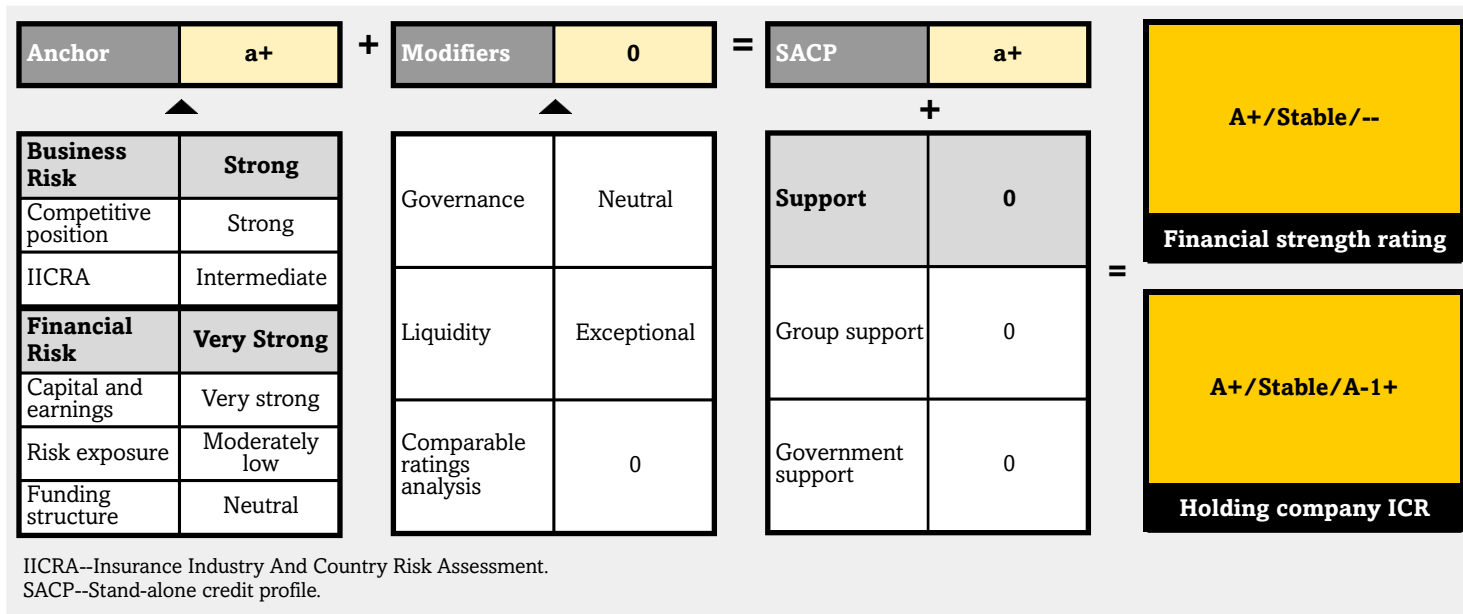 Anchor a+ + Modifiers 0 = SACP a+
+
Business Risk Strong
Competitive position Strong
IICRA Intermediate
Financial Risk Very Strong
Capital and earnings Very strong
Risk exposure Moderately low
Funding structure Neutral
Governance Neutral
Liquidity Exceptional
Comparable ratings analysis 0
Support 0
Group support 0
Government support 0
=
A+/Stable/--
Financial strength rating
A+/Stable/A-1+
Holding company ICR
IICRA--Insurance Industry And Country Risk Assessment.
SACP--Stand-alone credit profile.